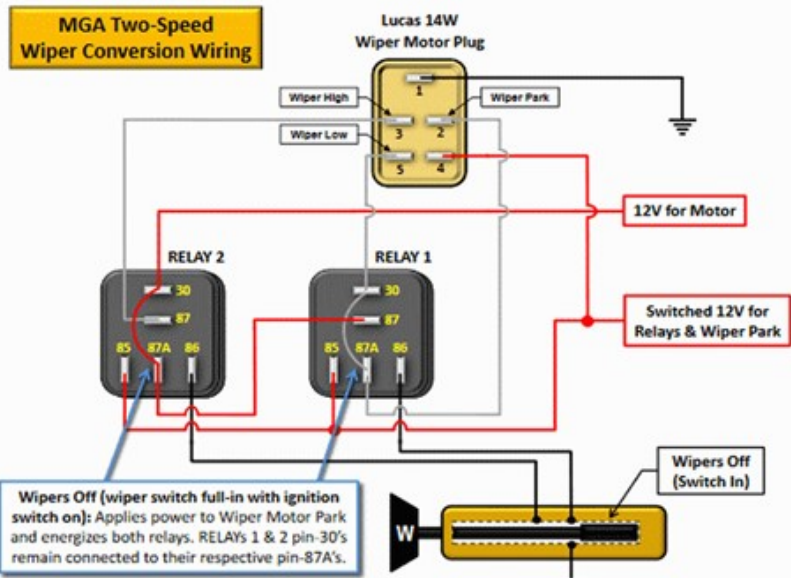 MGA Two-Speed
Wiper Conversion Wiring
Lucas 14W
Wiper Motor Plug
1
Wiper High
Wiper Park
3
2
Wiper Low
5
4
12V for Motor
RELAY 2
RELAY 1
30
30
87
87
85
87A
86
85
87A
86
Switched 12V for
Relays & Wiper Park
Wipers Off (wiper switch full-in with ignition
switch on): Applies power to Wiper Motor Park
and energizes both relays. RELAYs 1 & 2 pin-30's
remain connected to their respective pin-87A's.
Wipers Off
(Switch In)
W